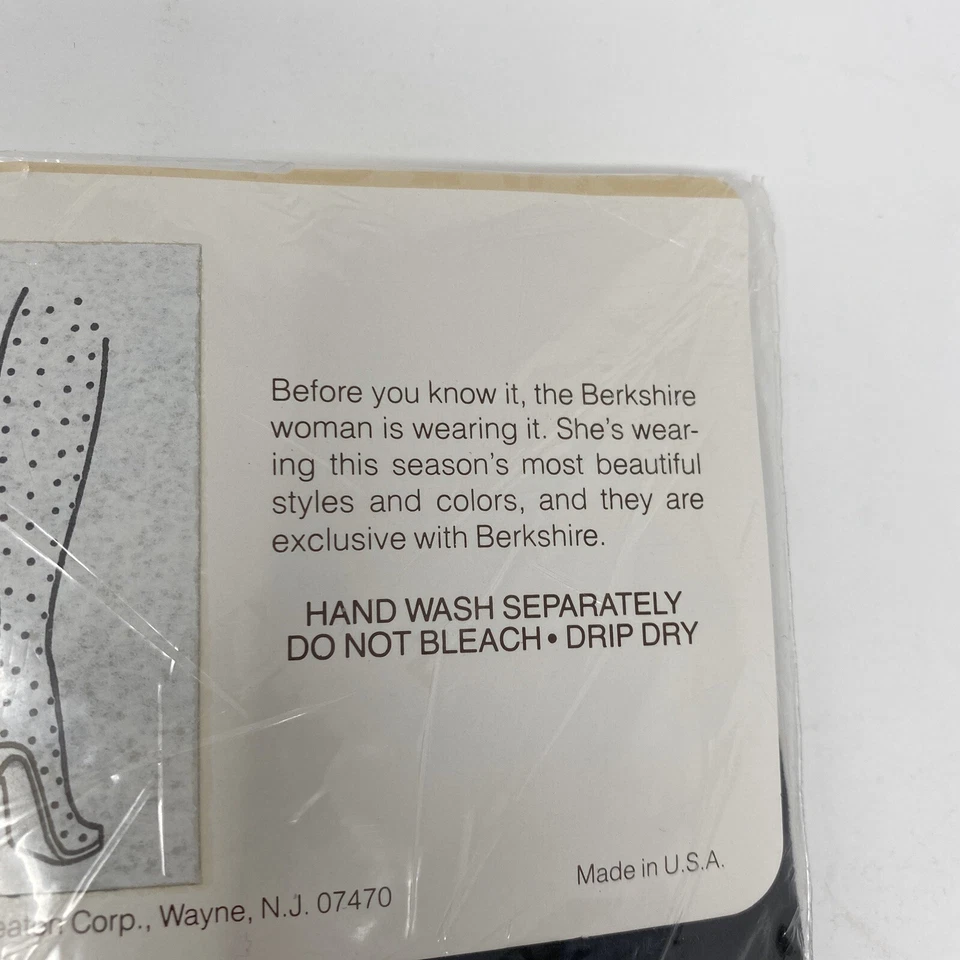 Before you know it, the Berkshire
woman is wearing it. She's wear-
ing this season's most beautiful
styles and colors, and they are
exclusive with Berkshire.
HAND WASH SEPARATELY
DO NOT BLEACH • DRIP DRY
Made in U.S.A.
Corp., Wayne, N.J. 07470